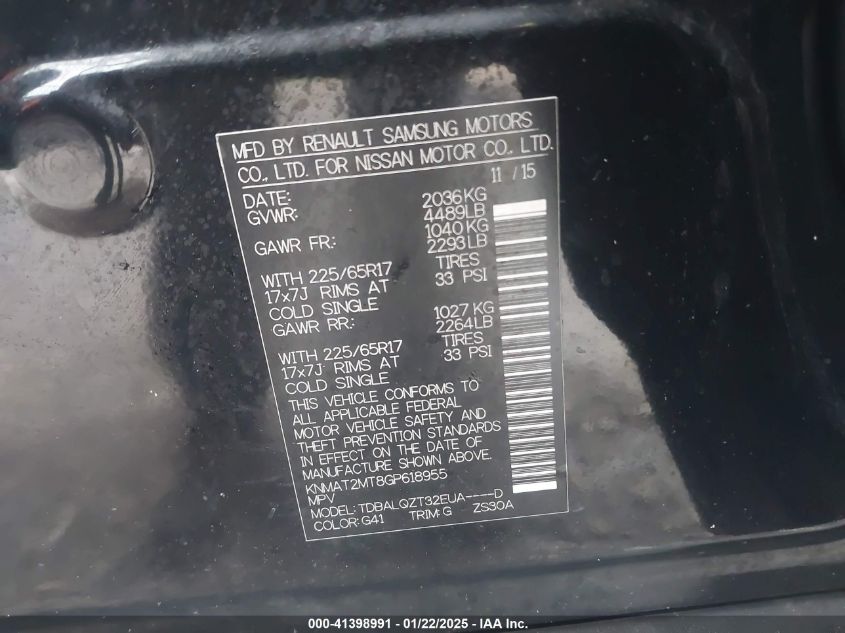 MFD BY RENAULT SAMSUNG MOTORS
CO., LTD. FOR NISSAN MOTOR CO., LTD.
DATE: 11 / 15
GVWR: 2036KG
4489LB
GAWR FR: 1040 KG
2293LB
WITH 225/65R17 TIRES
17x7J RIMS AT 33 PSI
COLD SINGLE
GAWR RR: 1027 KG
2264LB
WITH 225/65R17 TIRES
17x7J RIMS AT 33 PSI
COLD SINGLE
THIS VEHICLE CONFORMS TO
ALL APPLICABLE FEDERAL
MOTOR VEHICLE SAFETY AND
THEFT PREVENTION STANDARDS
IN EFFECT ON THE DATE OF
MANUFACTURE SHOWN ABOVE.
KNMAT2MT8GP618955
MPV
MODEL: TDBALQZT32EUA----D
COLOR: G41 TRIM:G ZS30A
000-41398991 - 01/22/2025 - IAA Inc.